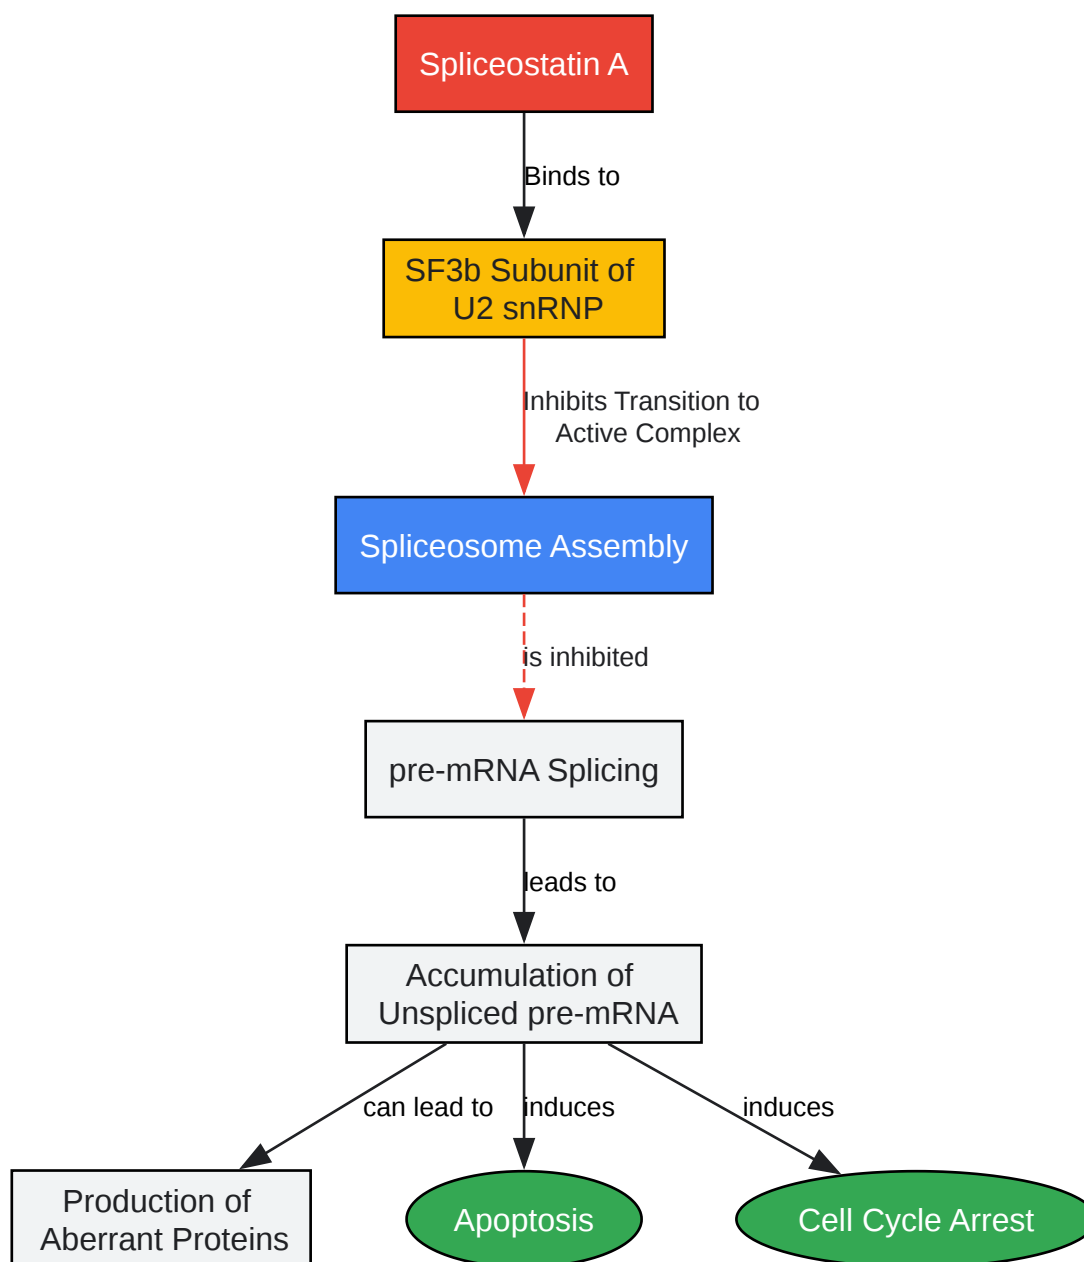 Spliceostatin A
Binds to
SF3b Subunit of
U2 snRNP
Inhibits Transition to
Active Complex
Spliceosome Assembly
is inhibited
pre-mRNA Splicing
leads to
Accumulation of
Unspliced pre-mRNA
can lead to
induces
induces
Production of
Aberrant Proteins
Apoptosis
Cell Cycle Arrest